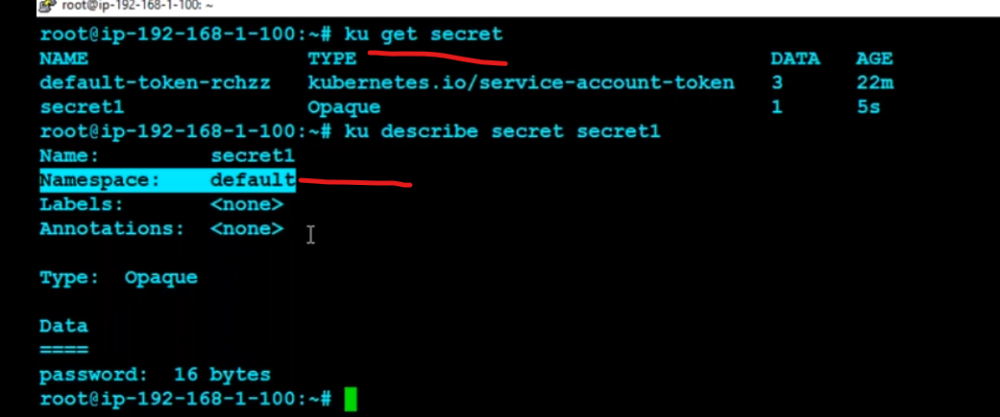 root@ip-192-168-1-100: ~
root@ip-192-168-1-100:~# ku get secret
NAME TYPE DATA AGE
default-token-rchzz kubernetes.io/service-account-token 3 22m
secret1 Opaque 1 5s
root@ip-192-168-1-100:~# ku describe secret secret1
Name: secret1
Namespace: default
Labels: <none>
Annotations: <none>
Type: Opaque
Data
====
password: 16 bytes
root@ip-192-168-1-100:~#